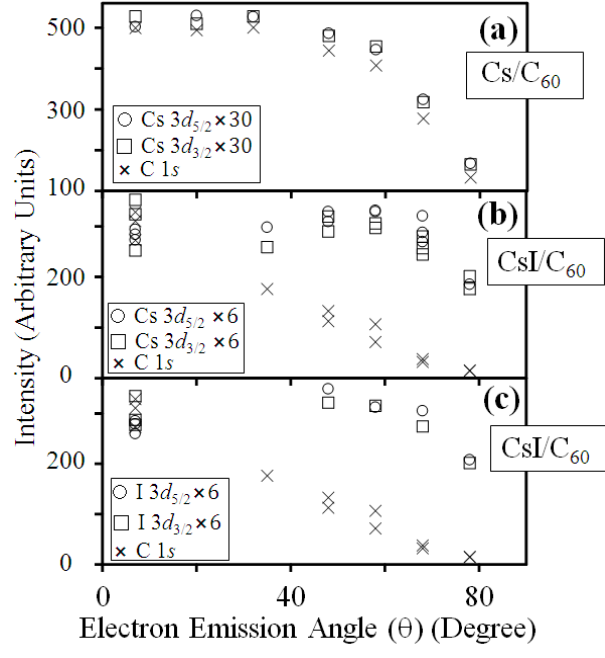 500
300
100
(a)
Cs/C60
○ Cs 3d5/2 ×30
□ Cs 3d3/2 ×30
× C 1s
200
0
(b)
CsI/C60
○ Cs 3d5/2 ×6
□ Cs 3d3/2 ×6
× C 1s
200
0
(c)
CsI/C60
○ I 3d5/2 ×6
□ I 3d3/2 ×6
× C 1s
0 40 80
Electron Emission Angle (θ) (Degree)
Intensity (Arbitrary Units)